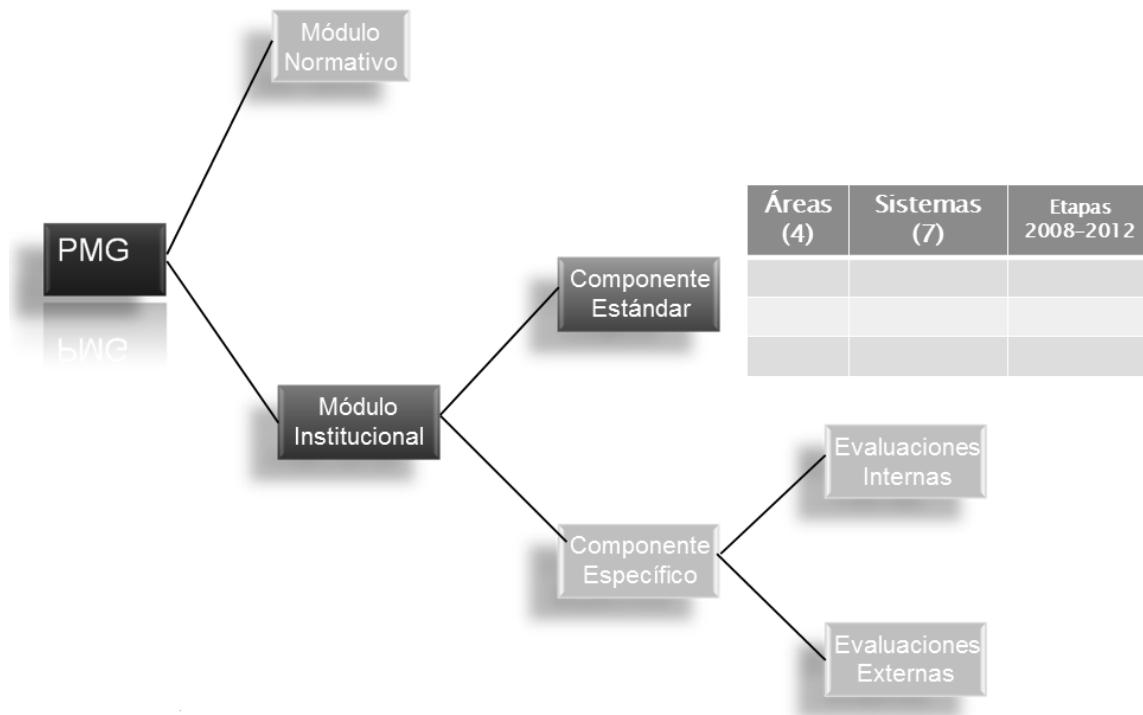 Módulo
Normativo
PMG
Áreas
(4)
Sistemas
(7)
Etapas
2008-2012
Componente
Estándar
Módulo
Institucional
Evaluaciones
Internas
Componente
Específico
Evaluaciones
Externas